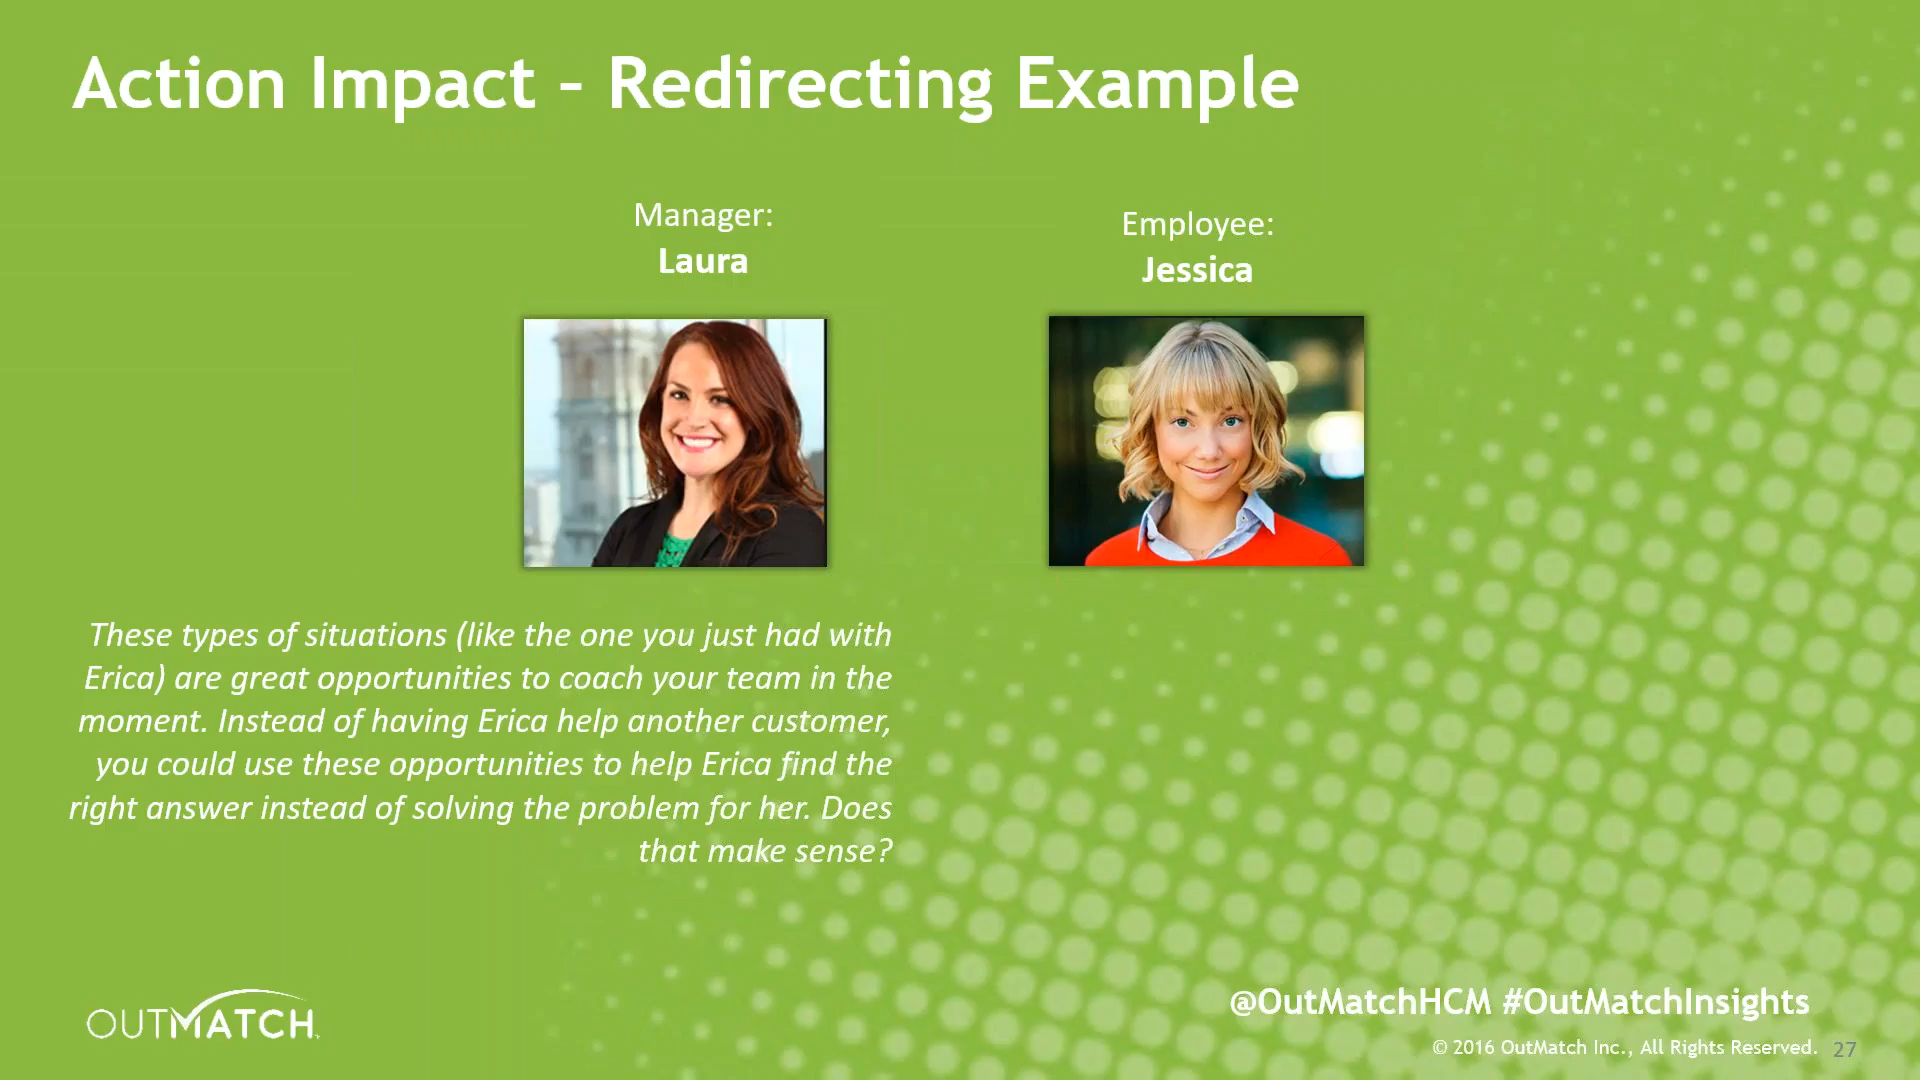 Action Impact – Redirecting Example
Manager:
Laura
Employee:
Jessica
These types of situations (like the one you just had with
Erica) are great opportunities to coach your team in the
moment. Instead of having Erica help another customer,
you could use these opportunities to help Erica find the
right answer instead of solving the problem for her. Does
that make sense?
OUTMATCH
@OutMatchHCM #OutMatchInsights
© 2016 OutMatch Inc., All Rights Reserved. 27